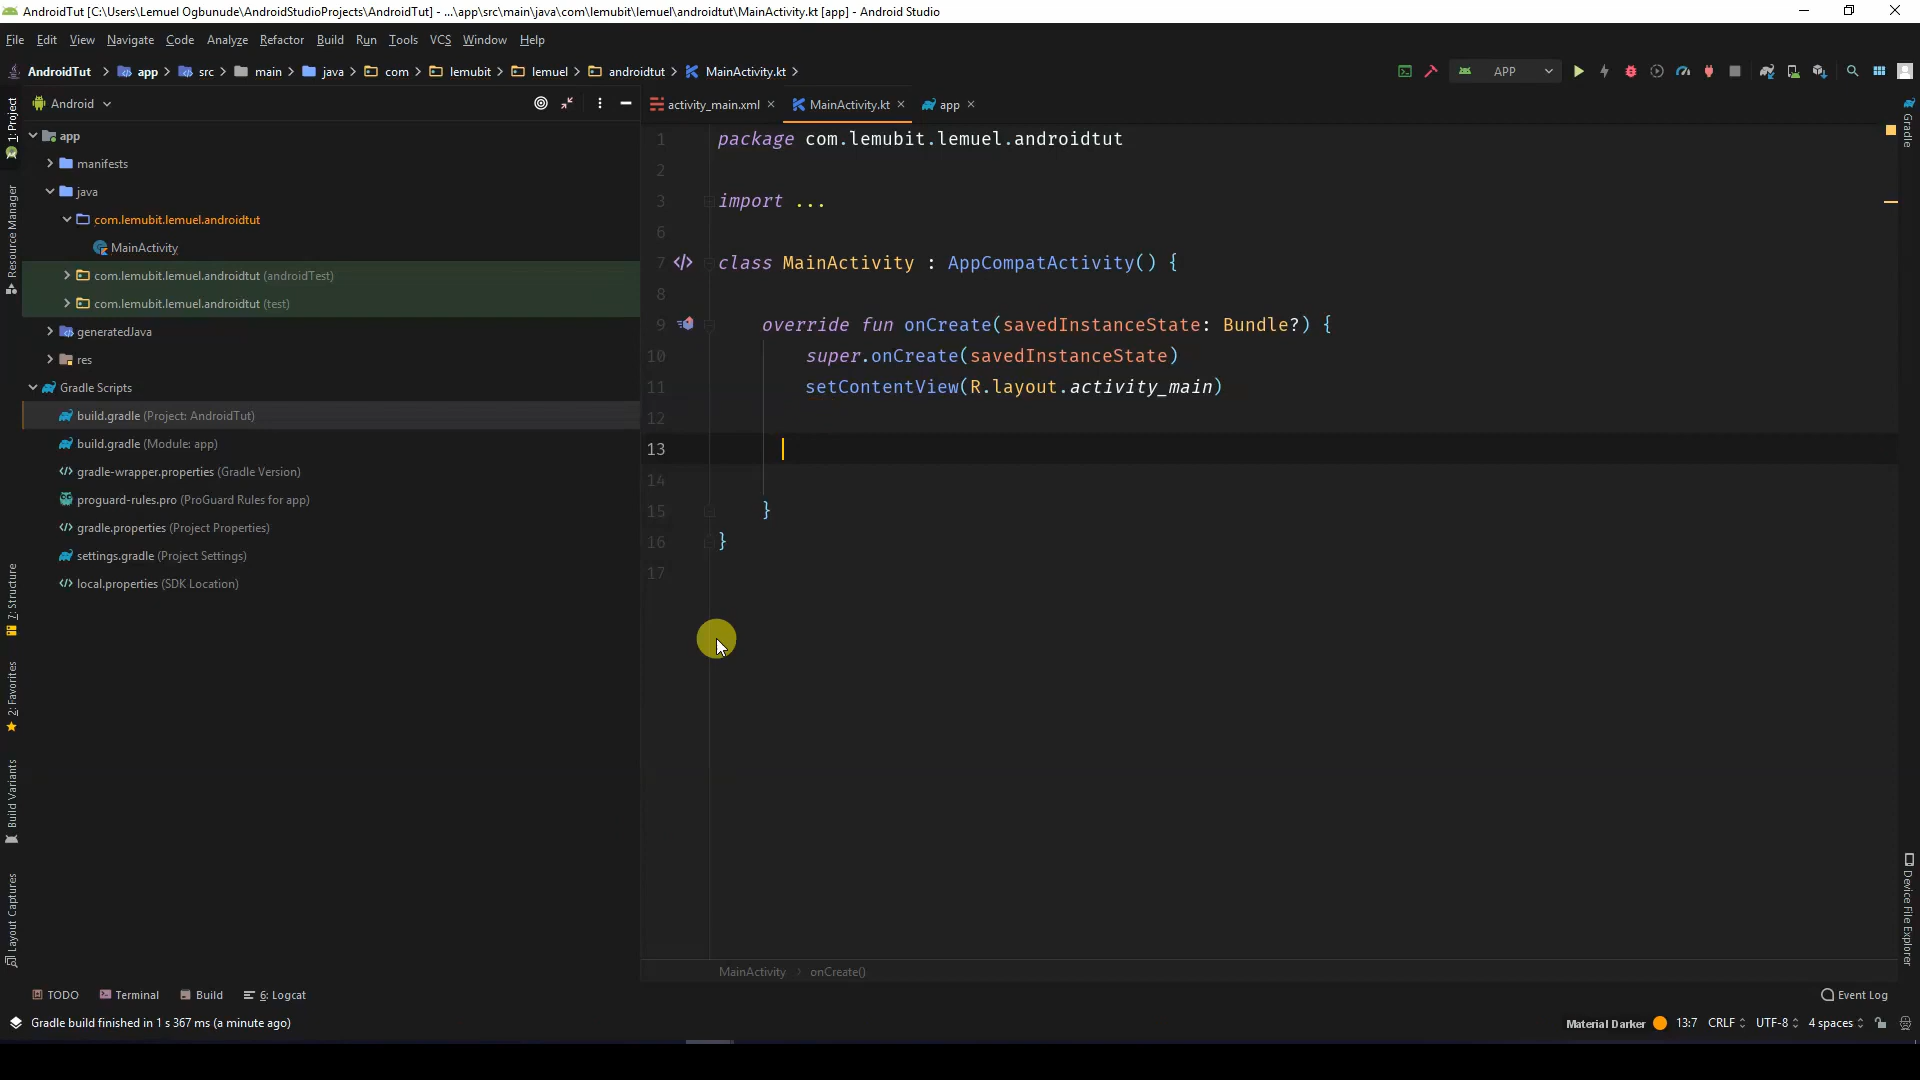 AndroidTut [C:\Users\Lemuel Ogbunude\AndroidStudioProjects\AndroidTut] - ...\app\src\main\java\com\lemubit\lemuel\androidtut\MainActivity.kt [app] - Android Studio
File Edit View Navigate Code Analyze Refactor Build Run Tools VCS Window Help
AndroidTut app src main java com lemubit lemuel androidtut MainActivity.kt
APP
Android
activity_main.xml MainActivity.kt app
app
manifests
java
com.lemubit.lemuel.androidtut
MainActivity
com.lemubit.lemuel.androidtut (androidTest)
com.lemubit.lemuel.androidtut (test)
generatedJava
res
Gradle Scripts
build.gradle (Project: AndroidTut)
build.gradle (Module: app)
gradle-wrapper.properties (Gradle Version)
proguard-rules.pro (ProGuard Rules for app)
gradle.properties (Project Properties)
settings.gradle (Project Settings)
local.properties (SDK Location)
1: Project
Resource Manager
7: Structure
2: Favorites
Build Variants
Layout Captures
1 package com.lemubit.lemuel.androidtut
2
3 import ...
6
7 class MainActivity : AppCompatActivity() {
8
9 override fun onCreate(savedInstanceState: Bundle?) {
10 super.onCreate(savedInstanceState)
11 setContentView(R.layout.activity_main)
12
13
14
15 }
16 }
17
Gradle
Device File Explorer
MainActivity onCreate()
TODO Terminal Build 6: Logcat Event Log
Gradle build finished in 1 s 367 ms (a minute ago)
Material Darker 13:7 CRLF UTF-8 4 spaces